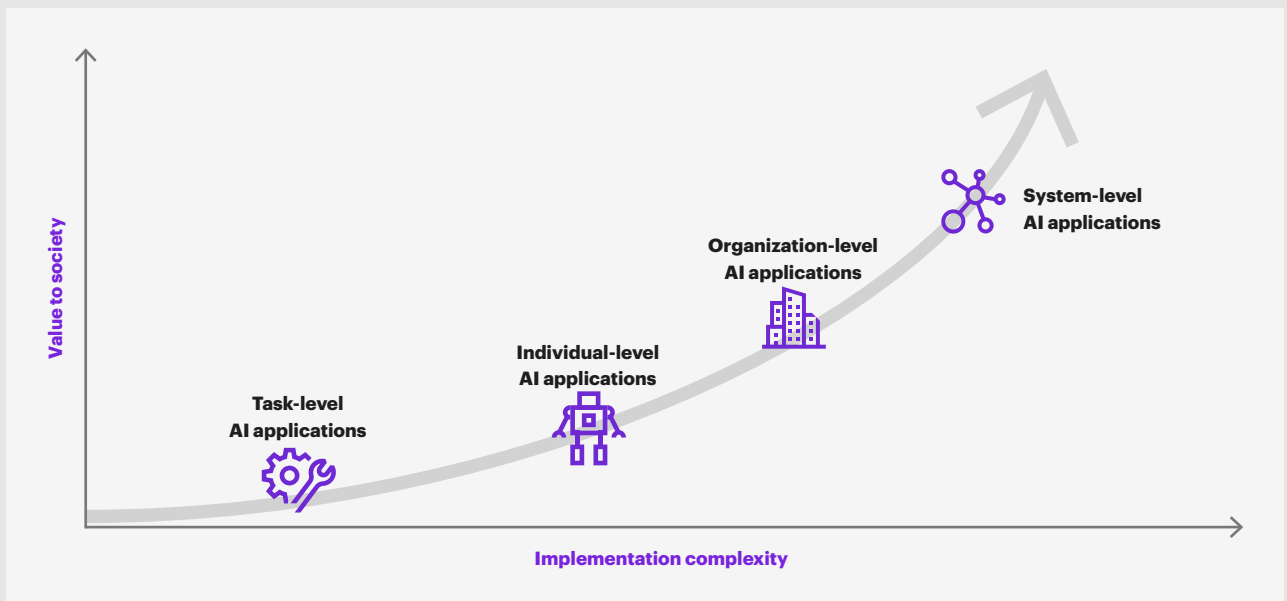 Value to society
Task-level
AI applications
Individual-level
AI applications
Organization-level
AI applications
System-level
AI applications
Implementation complexity